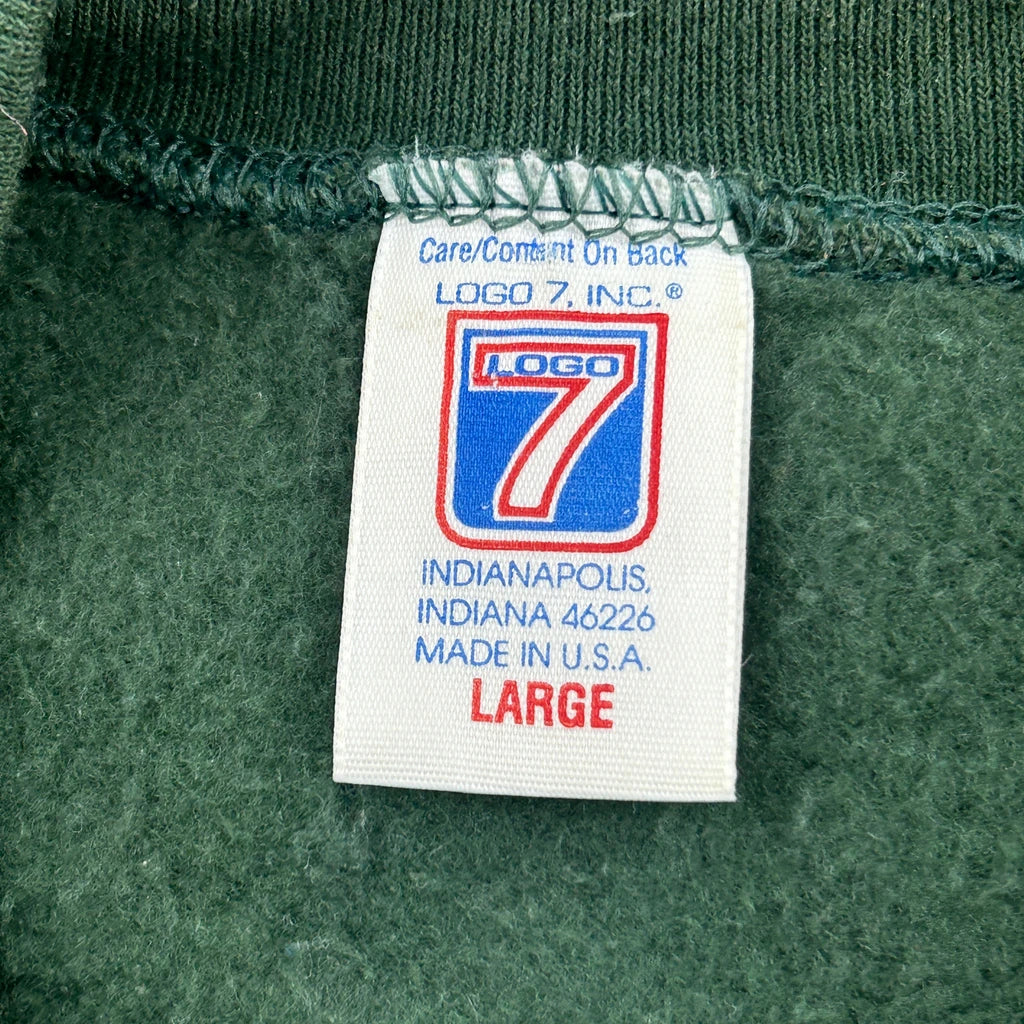 Care/Content On Back
LOGO 7, INC.®
LOGO
7
INDIANAPOLIS,
INDIANA 46226
MADE IN U.S.A.
LARGE